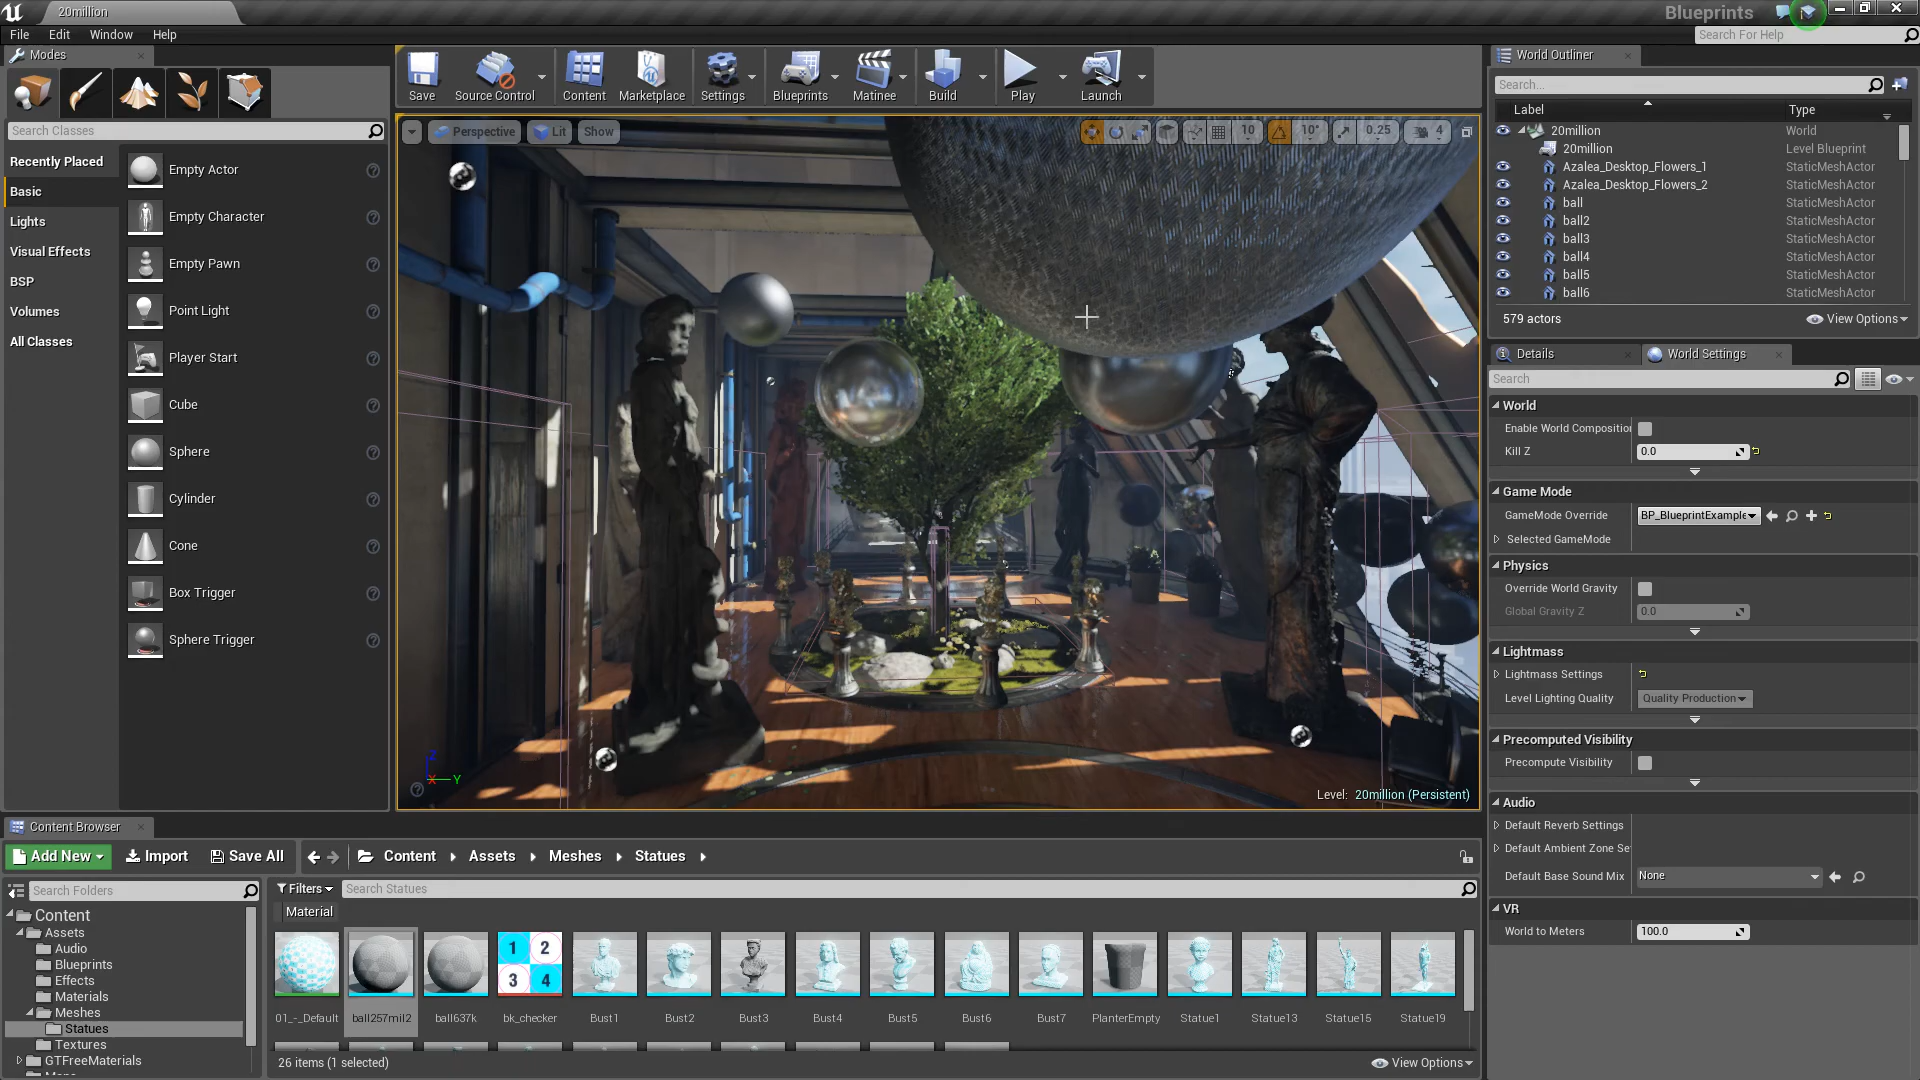 20million
Blueprints
File Edit Window Help
Search For Help
Modes
Search Classes
Recently Placed
Basic
Lights
Visual Effects
BSP
Volumes
All Classes
Empty Actor
Empty Character
Empty Pawn
Point Light
Player Start
Cube
Sphere
Cylinder
Cone
Box Trigger
Sphere Trigger
Save Source Control Content Marketplace Settings Blueprints Matinee Build Play Launch
Perspective Lit Show
10 10° 0.25 4
Level: 20million (Persistent)
X Y
World Outliner
Search...
Label Type
20million World
20million Level Blueprint
Azalea_Desktop_Flowers_1 StaticMeshActor
Azalea_Desktop_Flowers_2 StaticMeshActor
ball StaticMeshActor
ball2 StaticMeshActor
ball3 StaticMeshActor
ball4 StaticMeshActor
ball5 StaticMeshActor
ball6 StaticMeshActor
579 actors View Options
Details World Settings
Search
World
Enable World Composition
Kill Z 0.0
Game Mode
GameMode Override BP_BlueprintExample
Selected GameMode
Physics
Override World Gravity
Global Gravity Z 0.0
Lightmass
Lightmass Settings
Level Lighting Quality Quality Production
Precomputed Visibility
Precompute Visibility
Audio
Default Reverb Settings
Default Ambient Zone Se
Default Base Sound Mix None
VR
World to Meters 100.0
Content Browser
Add New Import Save All Content Assets Meshes Statues
Search Folders
Content
Assets
Audio
Blueprints
Effects
Materials
Meshes
Statues
Textures
GTFreeMaterials
Filters Search Statues
Material
1 2
3 4
01_-_Default ball257mil2 ball637k bk_checker Bust1 Bust2 Bust3 Bust4 Bust5 Bust6 Bust7 PlanterEmpty Statue1 Statue13 Statue15 Statue19
26 items (1 selected) View Options